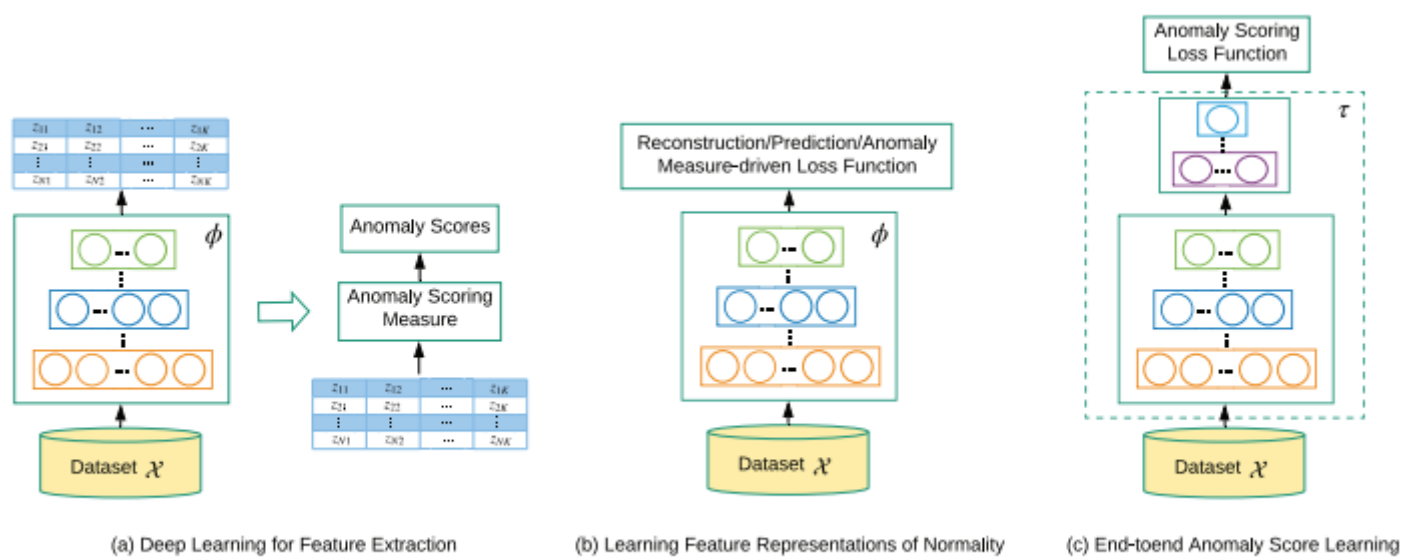 z11 z12 ... z1K
z21 z22 ... z2K
⋮ ⋮ ... ⋮
zN1 zN2 ... zNK
ϕ
Dataset 𝒳
Anomaly Scores
Anomaly Scoring
Measure
z11 z12 ... z1K
z21 z22 ... z2K
⋮ ⋮ ... ⋮
zN1 zN2 ... zNK
(a) Deep Learning for Feature Extraction
Reconstruction/Prediction/Anomaly
Measure-driven Loss Function
ϕ
Dataset 𝒳
(b) Learning Feature Representations of Normality
Anomaly Scoring
Loss Function
τ
Dataset 𝒳
(c) End-toend Anomaly Score Learning